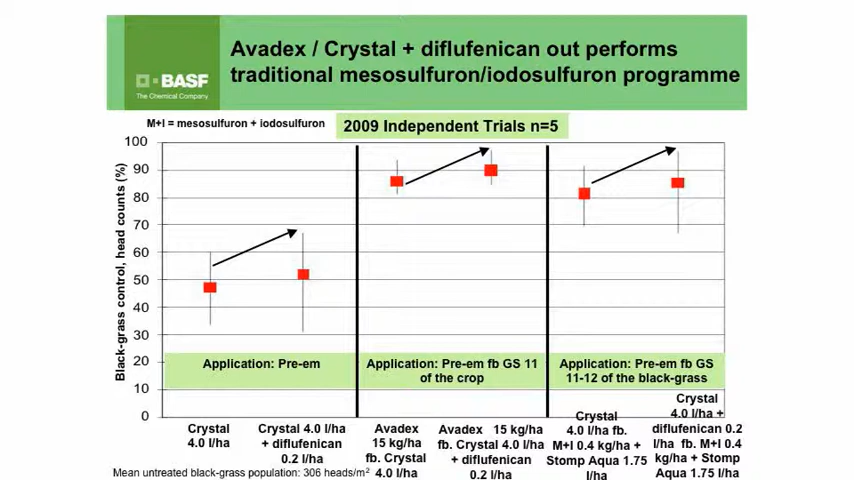 Avadex / Crystal + diflufenican out performs
traditional mesosulfuron/iodosulfuron programme
BASF
The Chemical Company
M+I = mesosulfuron + iodosulfuron
2009 Independent Trials n=5
Black-grass control, head counts (%)
100
90
80
70
60
50
40
30
20
10
0
Application: Pre-em
Application: Pre-em fb GS 11
of the crop
Application: Pre-em fb GS
11-12 of the black-grass
Crystal
4.0 l/ha
Crystal 4.0 l/ha
+ diflufenican
0.2 l/ha
Avadex
15 kg/ha
fb. Crystal
4.0 l/ha
Avadex 15 kg/ha
fb. Crystal 4.0 l/ha
+ diflufenican
0.2 l/ha
Crystal
4.0 l/ha fb.
M+I 0.4 kg/ha +
Stomp Aqua 1.75
l/ha
Crystal
4.0 l/ha +
diflufenican 0.2
l/ha fb. M+I 0.4
kg/ha + Stomp
Aqua 1.75 l/ha
Mean untreated black-grass population: 306 heads/m²